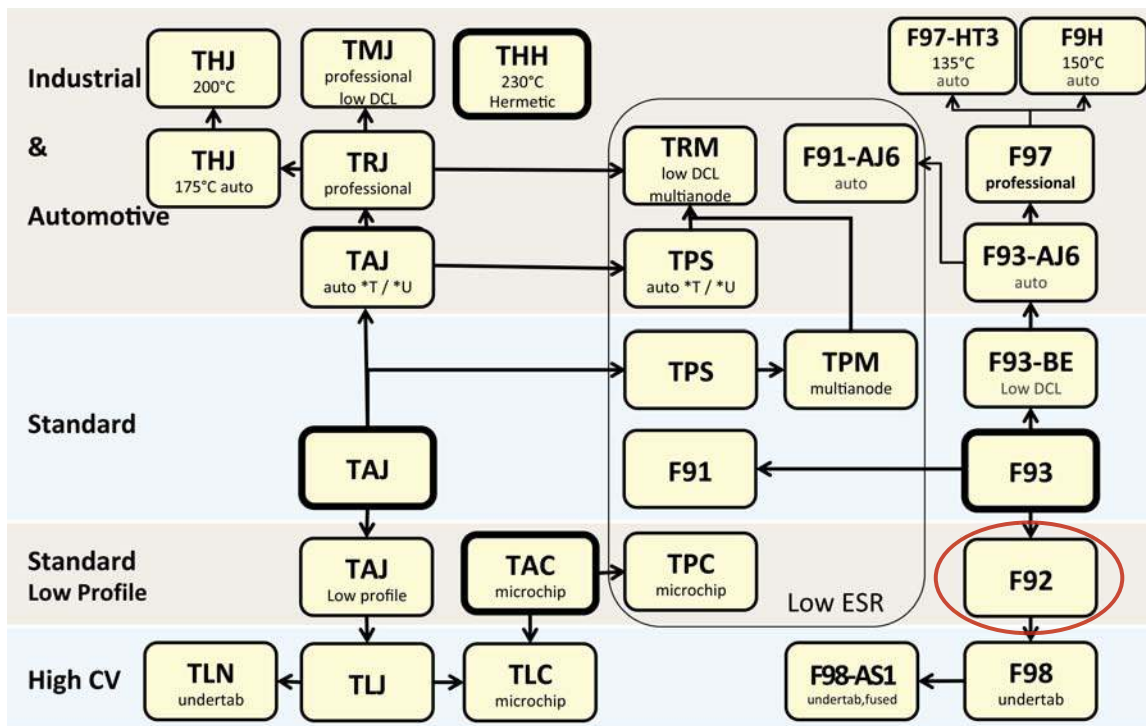 Industrial
&
Automotive
THJ
200°C
TMJ
professional
low DCL
THH
230°C
Hermetic
F97-HT3
135°C
auto
F9H
150°C
auto
THJ
175°C auto
TRJ
professional
TRM
low DCL
multianode
F91-AJ6
auto
F97
professional
TAJ
auto *T / *U
TPS
auto *T / *U
F93-AJ6
auto
Standard
TPS
TPM
multianode
F93-BE
Low DCL
TAJ
F91
F93
Standard
Low Profile
TAJ
Low profile
TAC
microchip
TPC
microchip
Low ESR
F92
High CV
TLN
undertab
TLJ
TLC
microchip
F98-AS1
undertab,fused
F98
undertab